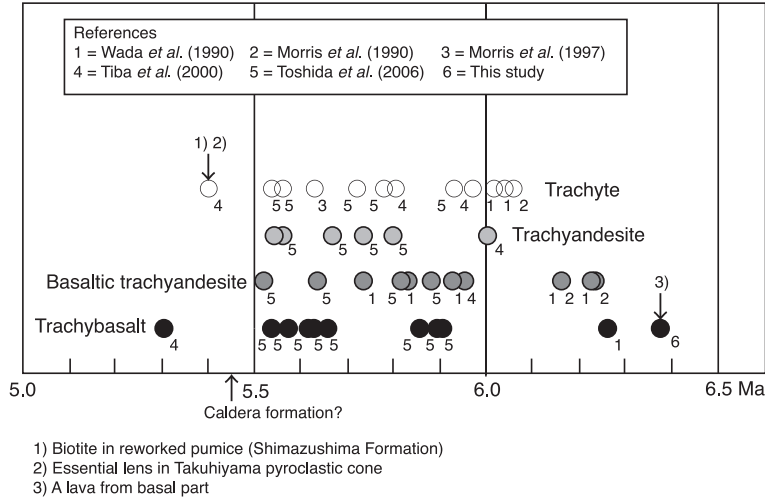 References
1 = Wada et al. (1990) 2 = Morris et al. (1990) 3 = Morris et al. (1997)
4 = Tiba et al. (2000) 5 = Toshida et al. (2006) 6 = This study
1) 2)
Trachyte
4 5 5 3 5 5 4 5 4 1 1 2
Trachyandesite
5 5 5 5 4
Basaltic trachyandesite
5 5 1 5 1 5 1 4 1 2 1 2
3)
Trachybasalt
4 5 5 5 5 5 5 5 5 1 6
5.0 5.5 6.0 6.5 Ma
Caldera formation?
1) Biotite in reworked pumice (Shimazushima Formation)
2) Essential lens in Takuhiyama pyroclastic cone
3) A lava from basal part